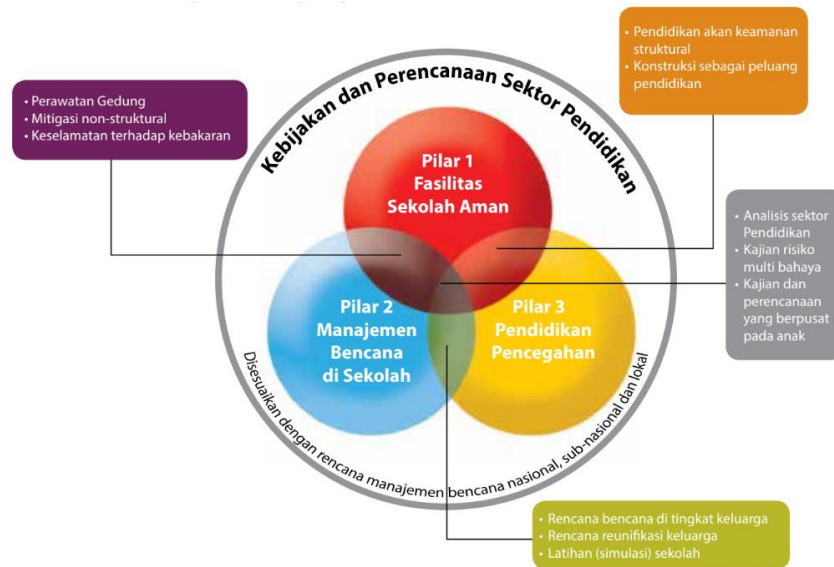 Kebijakan dan Perencanaan Sektor Pendidikan
• Perawatan Gedung
• Mitigasi non-struktural
• Keselamatan terhadap kebakaran
• Pendidikan akan keamanan
struktural
• Konstruksi sebagai peluang
pendidikan
Pilar 1
Fasilitas
Sekolah Aman
• Analisis sektor
Pendidikan
• Kajian risiko
multi bahaya
• Kajian dan
perencanaan
yang berpusat
pada anak
Pilar 2
Manajemen
Bencana
di Sekolah
Pilar 3
Pendidikan
Pencegahan
Disesuaikan dengan rencana manajemen bencana nasional, sub-nasional dan lokal
• Rencana bencana di tingkat keluarga
• Rencana reunifikasi keluarga
• Latihan (simulasi) sekolah